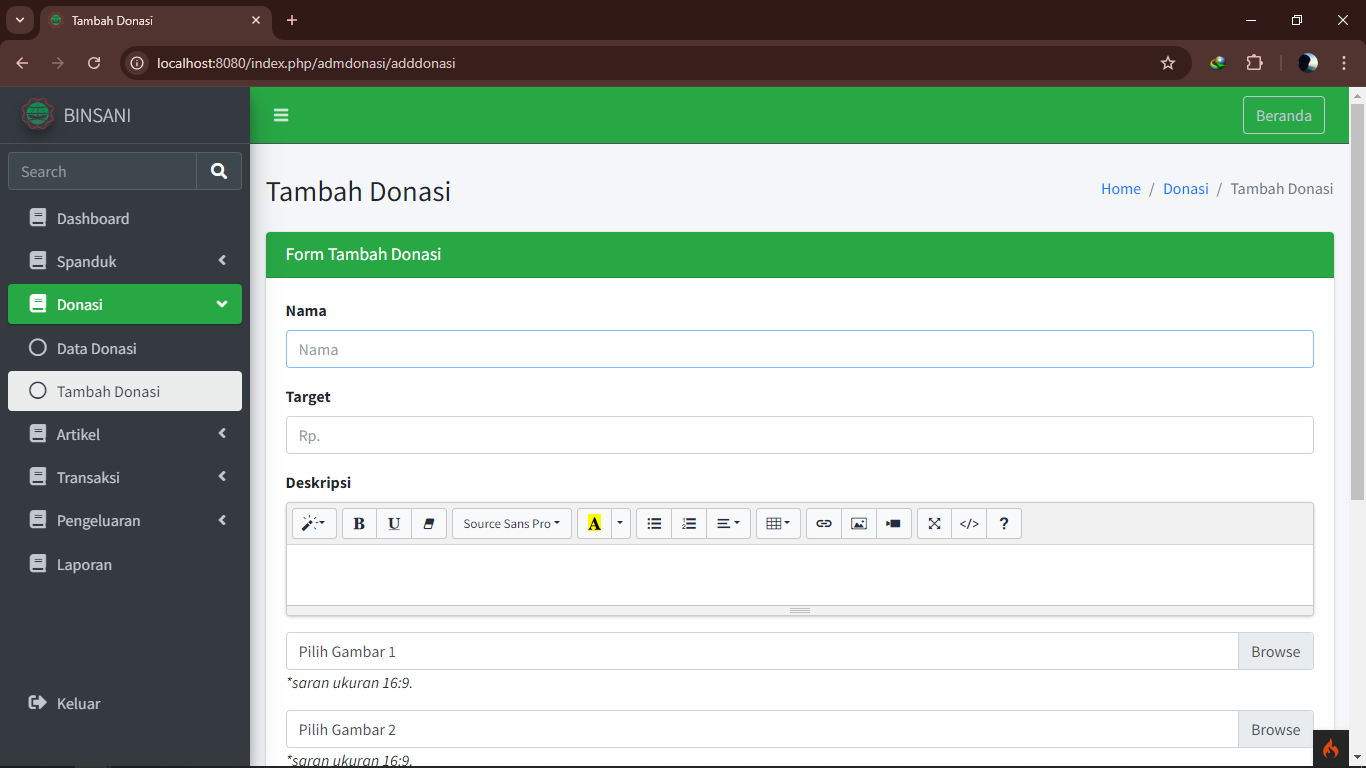 Tambah Donasi
localhost:8080/index.php/admdonasi/adddonasi
BINSANI
Beranda
Search
Tambah Donasi
Home / Donasi / Tambah Donasi
Dashboard
Spanduk
Donasi
Data Donasi
Tambah Donasi
Artikel
Transaksi
Pengeluaran
Laporan
Keluar
Form Tambah Donasi
Nama
Nama
Target
Rp.
Deskripsi
B U Source Sans Pro A </> ?
Pilih Gambar 1 Browse
*saran ukuran 16:9.
Pilih Gambar 2 Browse
*saran ukuran 16:9.